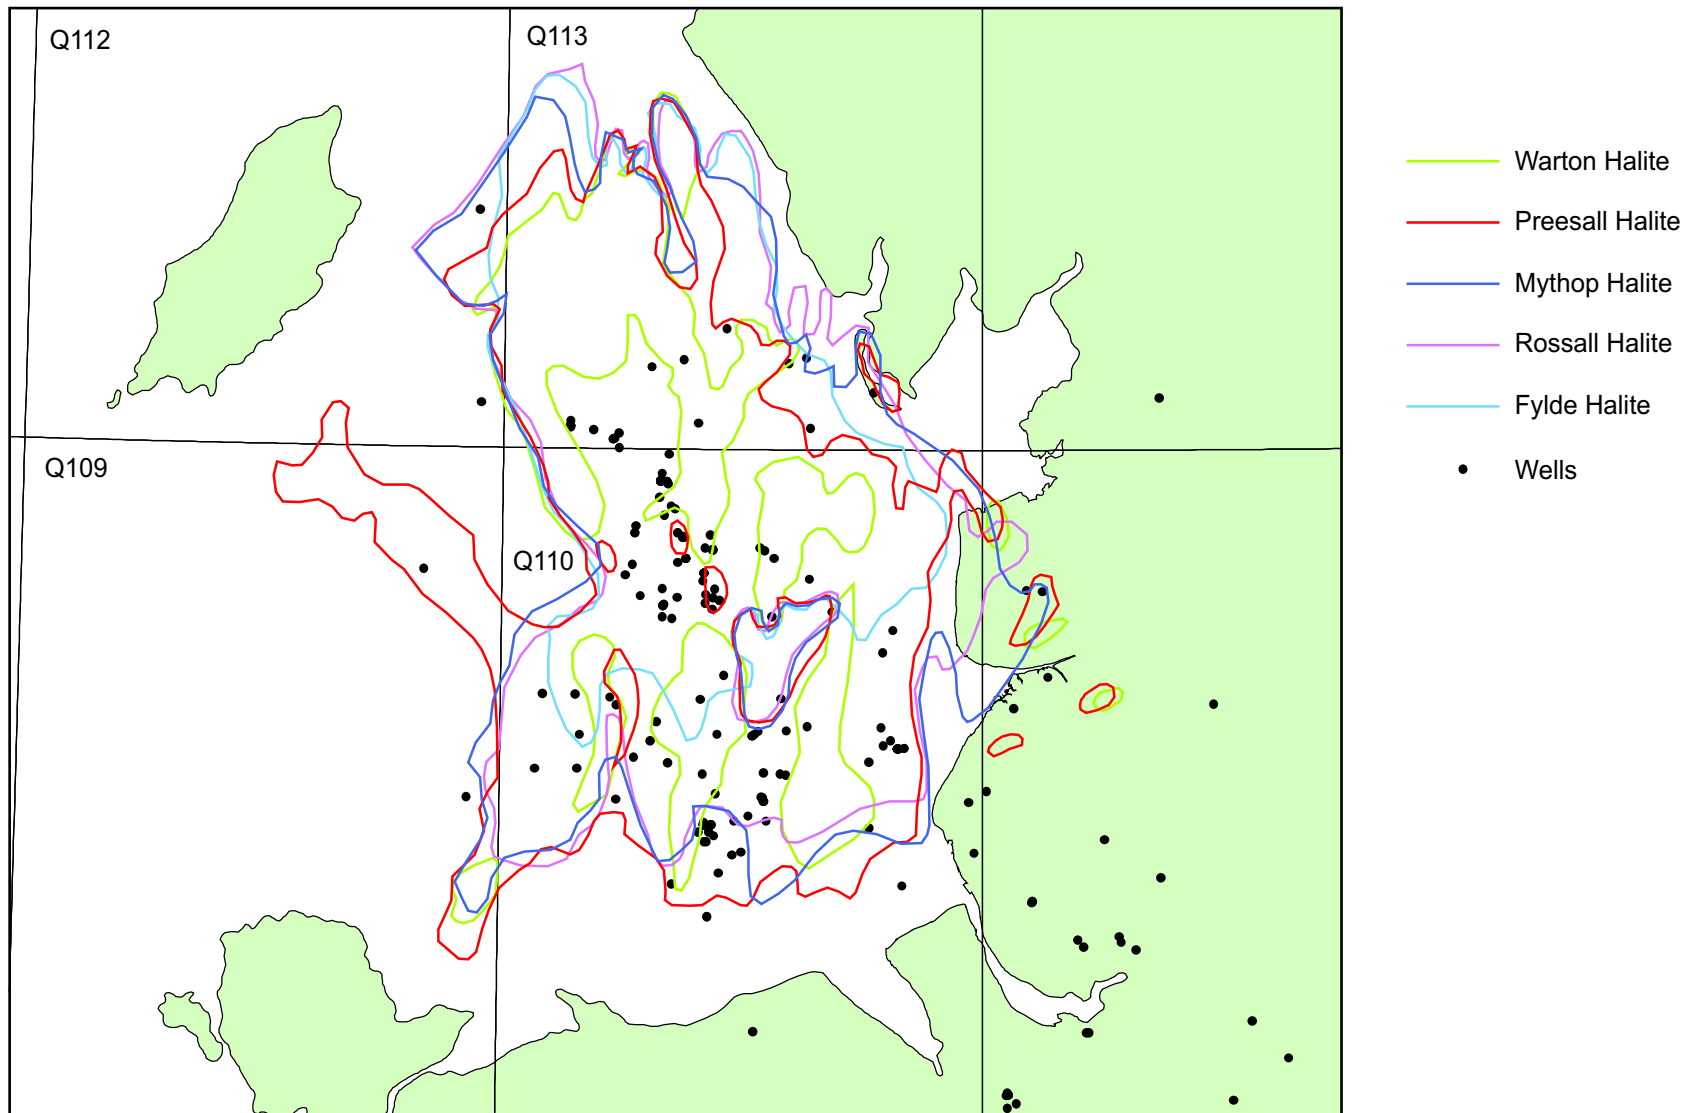 Q112
Q113
Q109
Q110
Warton Halite
Preesall Halite
Mythop Halite
Rossall Halite
Fylde Halite
Wells